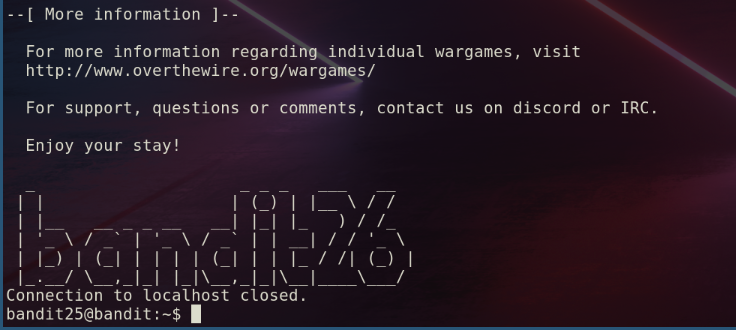 --[ More information ]--
For more information regarding individual wargames, visit
http://www.overthewire.org/wargames/
For support, questions or comments, contact us on discord or IRC.
Enjoy your stay!
bandit26
Connection to localhost closed.
bandit25@bandit:~$